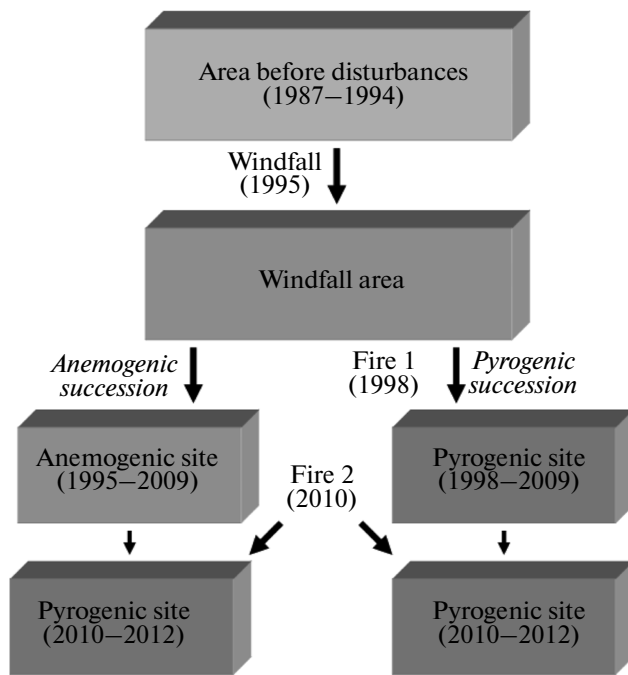 Area before disturbances
(1987–1994)
Windfall
(1995)
Windfall area
Anemogenic
succession
Fire 1
(1998)
Pyrogenic
succession
Anemogenic site
(1995–2009)
Fire 2
(2010)
Pyrogenic site
(1998–2009)
Pyrogenic site
(2010–2012)
Pyrogenic site
(2010–2012)